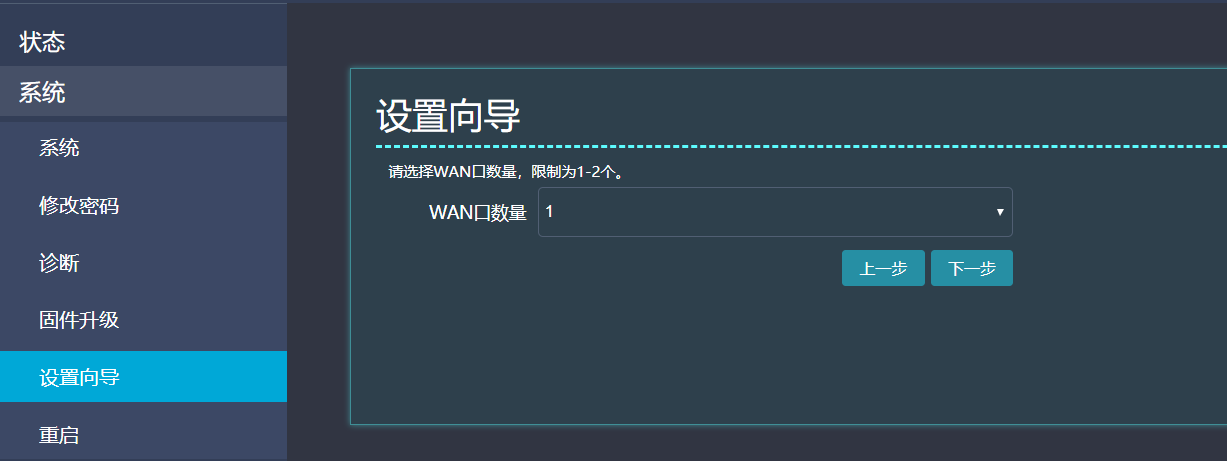 状态
系统
系统
修改密码
诊断
固件升级
设置向导
重启
设置向导
请选择WAN口数量，限制为1-2个。
WAN口数量 1
上一步 下一步